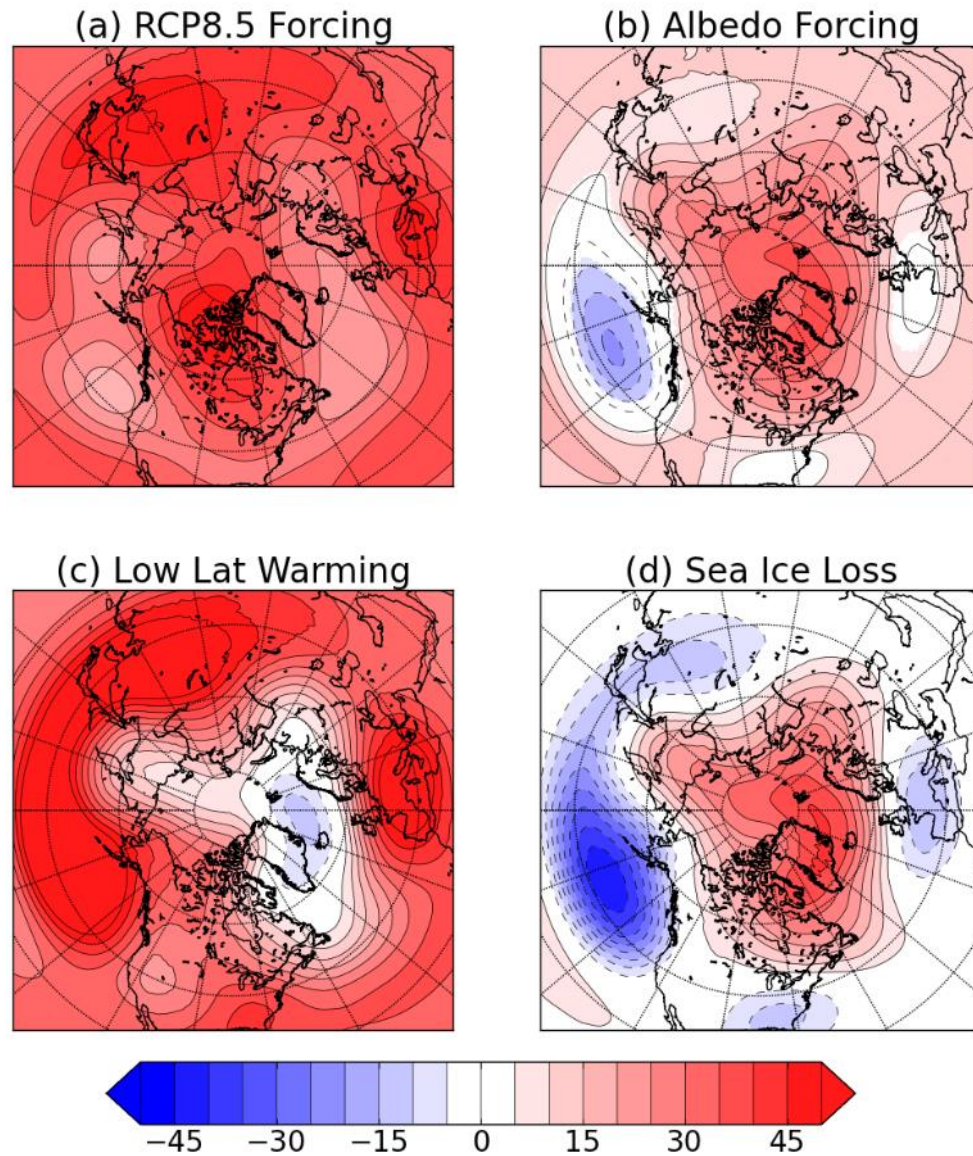 (a) RCP8.5 Forcing
(b) Albedo Forcing
(c) Low Lat Warming
(d) Sea Ice Loss
−45 −30 −15 0 15 30 45